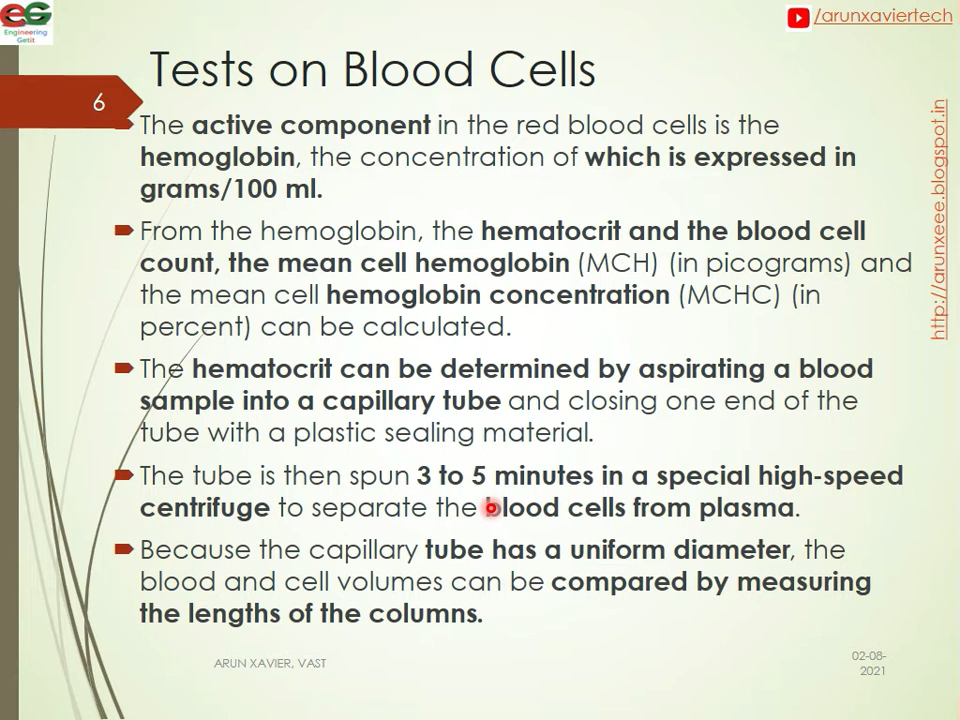 eG
Engineering
GetIt
/arunxaviertech
Tests on Blood Cells
6
The active component in the red blood cells is the
hemoglobin, the concentration of which is expressed in
grams/100 ml.
From the hemoglobin, the hematocrit and the blood cell
count, the mean cell hemoglobin (MCH) (in picograms) and
the mean cell hemoglobin concentration (MCHC) (in
percent) can be calculated.
The hematocrit can be determined by aspirating a blood
sample into a capillary tube and closing one end of the
tube with a plastic sealing material.
The tube is then spun 3 to 5 minutes in a special high-speed
centrifuge to separate the blood cells from plasma.
Because the capillary tube has a uniform diameter, the
blood and cell volumes can be compared by measuring
the lengths of the columns.
http://arunxeee.blogspot.in
ARUN XAVIER, VAST
02-08-
2021